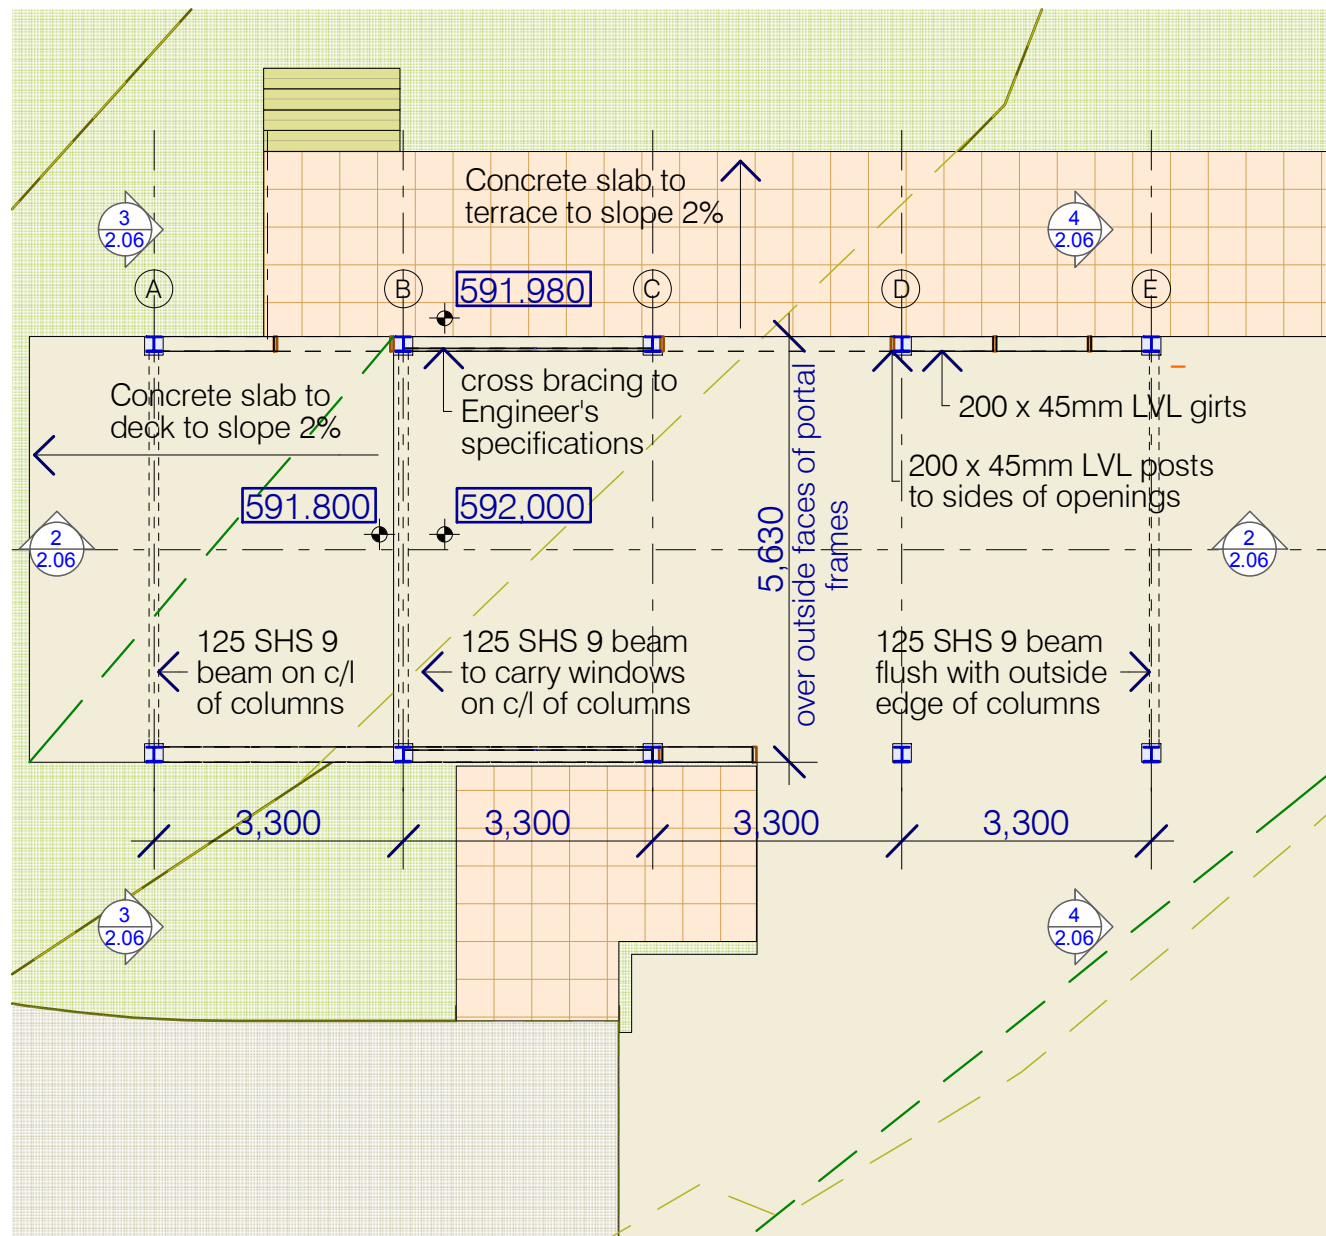 Concrete slab to
terrace to slope 2%
3
2.06
4
2.06
A
B
C
D
E
591.980
Concrete slab to
deck to slope 2%
cross bracing to
Engineer's
specifications
200 x 45mm LVL girts
200 x 45mm LVL posts
to sides of openings
5,630
over outside faces of portal
frames
591.800
592,000
2
2.06
2
2.06
125 SHS 9
beam on c/l
of columns
125 SHS 9 beam
to carry windows
on c/l of columns
125 SHS 9 beam
flush with outside
edge of columns
3,300
3,300
3,300
3,300
3
2.06
4
2.06